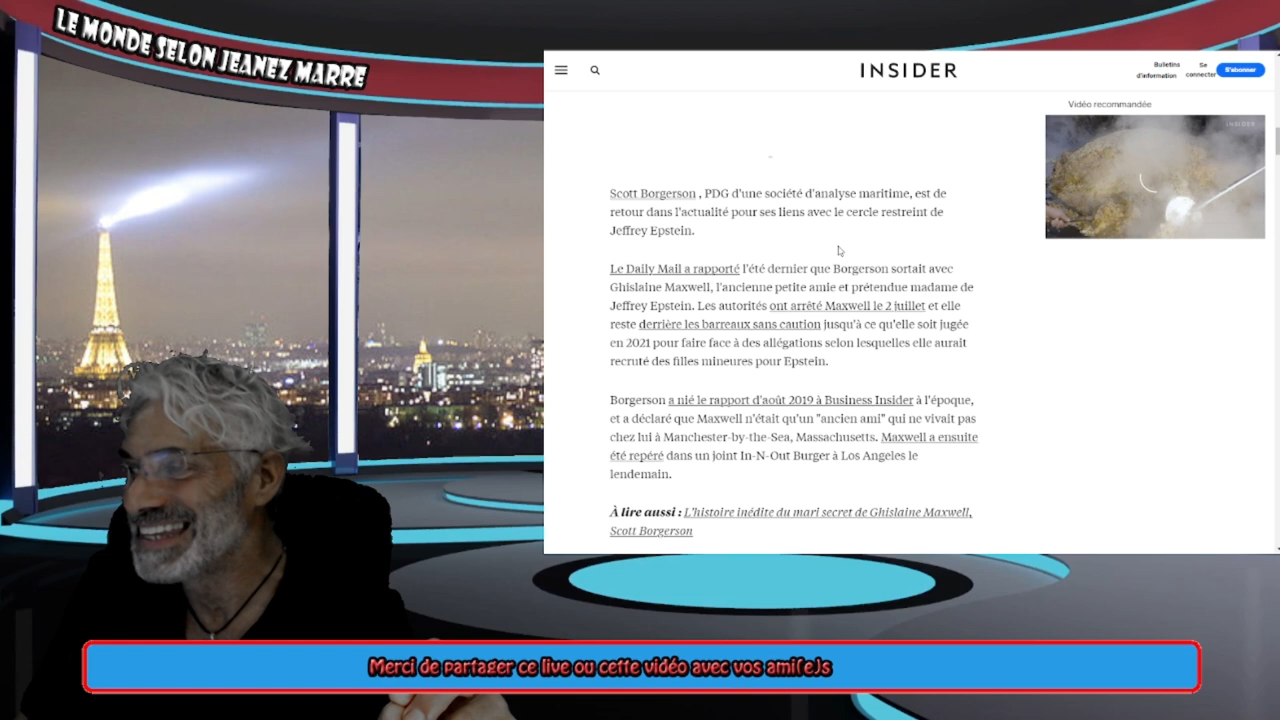 LE MONDE SELON JEANEZ MARRE
INSIDER
Bulletins
d'information
Se
connecter
S'abonner
Vidéo recommandée
INSIDER
Scott Borgerson , PDG d'une société d'analyse maritime, est de
retour dans l'actualité pour ses liens avec le cercle restreint de
Jeffrey Epstein.
Le Daily Mail a rapporté l'été dernier que Borgerson sortait avec
Ghislaine Maxwell, l'ancienne petite amie et prétendue madame de
Jeffrey Epstein. Les autorités ont arrêté Maxwell le 2 juillet et elle
reste derrière les barreaux sans caution jusqu'à ce qu'elle soit jugée
en 2021 pour faire face à des allégations selon lesquelles elle aurait
recruté des filles mineures pour Epstein.
Borgerson a nié le rapport d'août 2019 à Business Insider à l'époque,
et a déclaré que Maxwell n'était qu'un "ancien ami" qui ne vivait pas
chez lui à Manchester-by-the-Sea, Massachusetts. Maxwell a ensuite
été repéré dans un joint In-N-Out Burger à Los Angeles le
lendemain.
À lire aussi : L'histoire inédite du mari secret de Ghislaine Maxwell,
Scott Borgerson
Merci de partager ce live ou cette vidéo avec vos ami(e)s